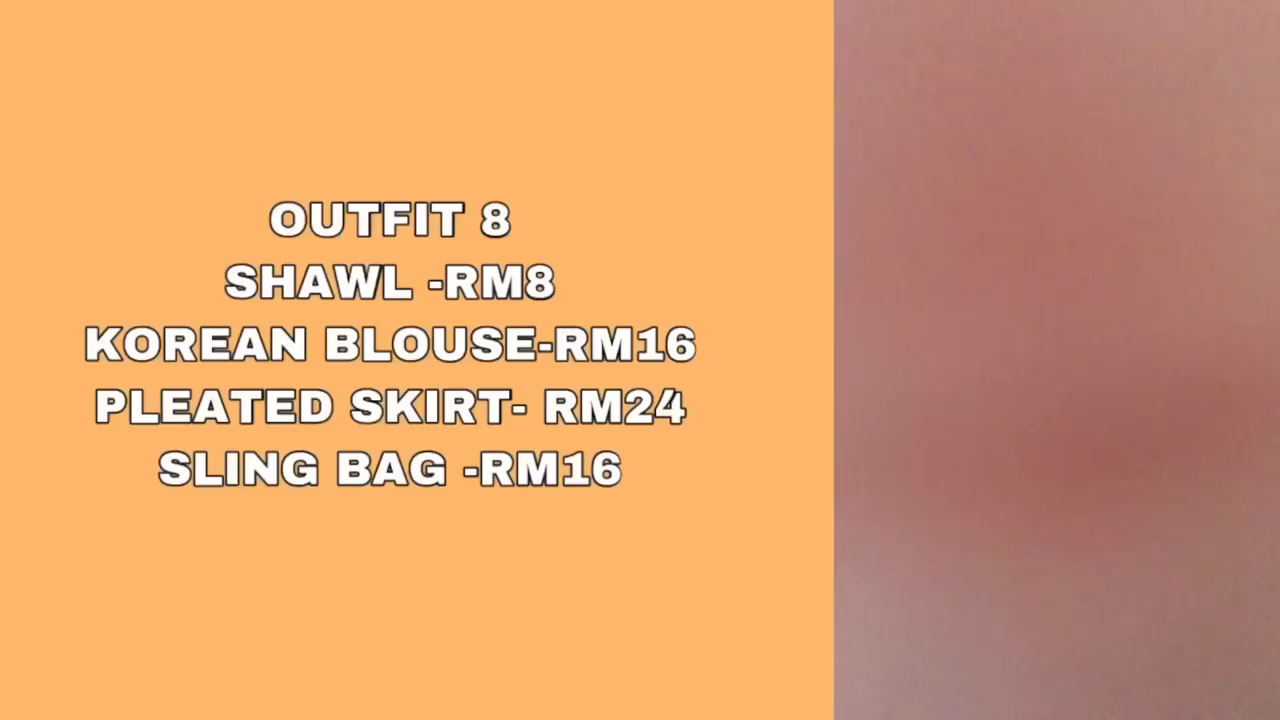 OUTFIT 8
SHAWL -RM8
KOREAN BLOUSE-RM16
PLEATED SKIRT- RM24
SLING BAG -RM16